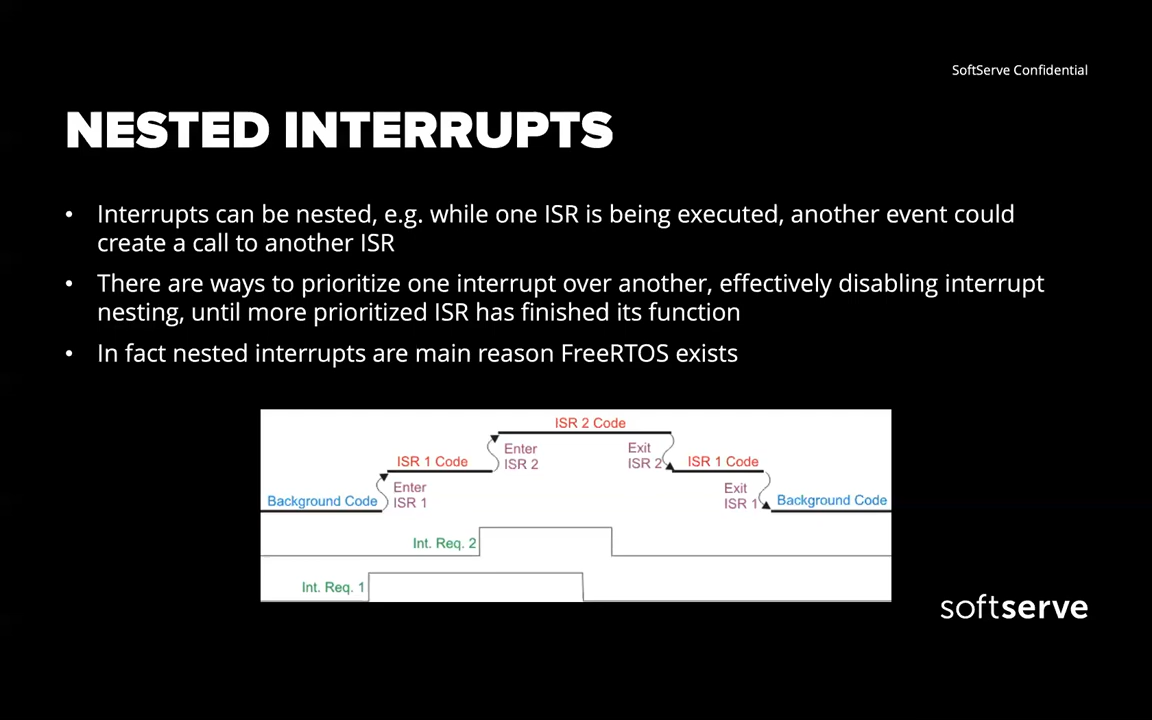 SoftServe Confidential
NESTED INTERRUPTS
• Interrupts can be nested, e.g. while one ISR is being executed, another event could
create a call to another ISR
• There are ways to prioritize one interrupt over another, effectively disabling interrupt
nesting, until more prioritized ISR has finished its function
• In fact nested interrupts are main reason FreeRTOS exists
ISR 2 Code
Enter
ISR 2
Exit
ISR 2
ISR 1 Code
ISR 1 Code
Enter
ISR 1
Exit
ISR 1
Background Code
Background Code
Int. Req. 2
Int. Req. 1
softserve